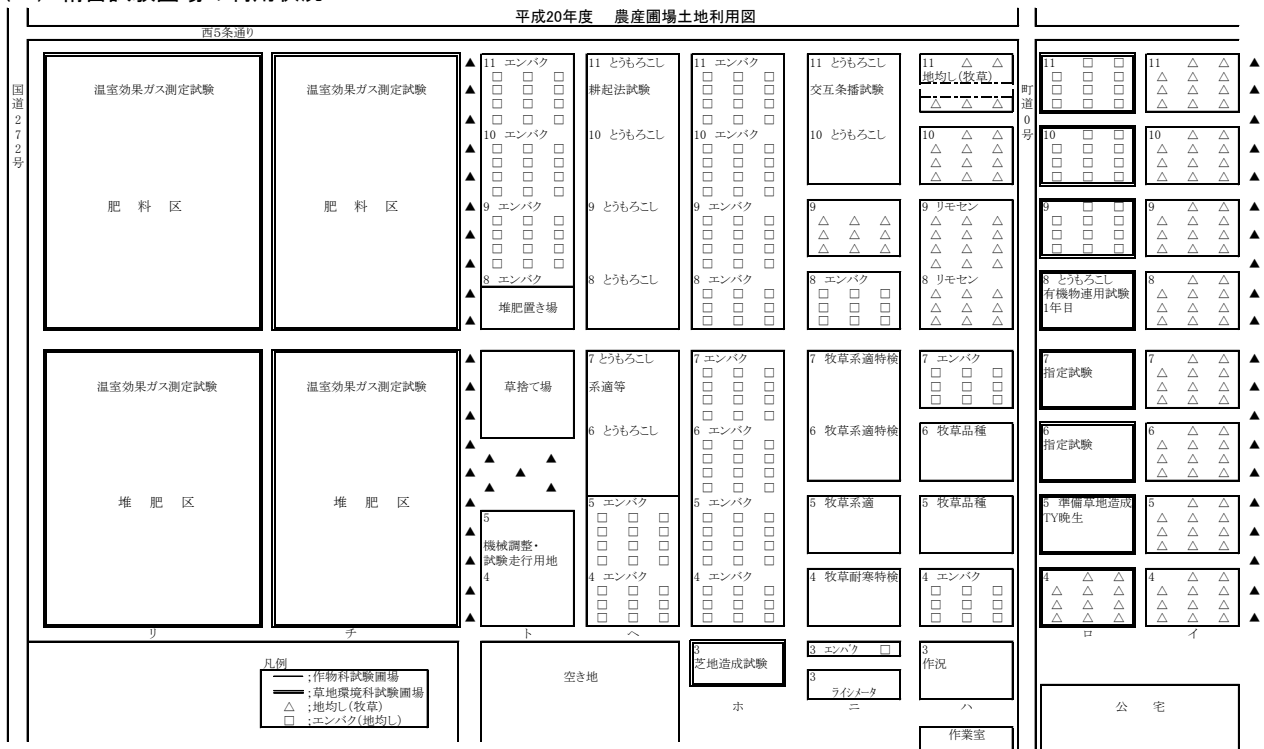 平成20年度 農産圃場土地利用図
西5条通り
国道272号
町道0号
温室効果ガス測定試験
肥 料 区
温室効果ガス測定試験
肥 料 区
11 エンバク
10 エンバク
9 エンバク
8 エンバク
堆肥置き場
11 とうもろこし
耕起法試験
10 とうもろこし
9 とうもろこし
8 とうもろこし
11 エンバク
10 エンバク
9 エンバク
8 エンバク
11 とうもろこし
交互条播試験
10 とうもろこし
9
8 エンバク
11
地均し(牧草)
10
9 リモセン
8 リモセン
11
10
9
8 とうもろこし
有機物連用試験
1年目
11
10
9
8
温室効果ガス測定試験
堆 肥 区
温室効果ガス測定試験
堆 肥 区
草捨て場
5
機械調整・
試験走行用地
4
7 とうもろこし
系適等
6 とうもろこし
5 エンバク
4 エンバク
7 エンバク
6 エンバク
5 エンバク
4 エンバク
7 牧草系適特検
6 牧草系適特検
5 牧草系適
4 牧草耐寒特検
7 エンバク
6 牧草品種
5 牧草品種
4 エンバク
7
指定試験
6
指定試験
5 準備草地造成
TY晩生
4
7
6
5
4
リ チ ト ヘ ロ イ
凡例
;作物科試験圃場
;草地環境科試験圃場
△ ;地均し(牧草)
□ ;エンバク(地均し)
空き地
3
芝地造成試験
3 エンバク □
3
ライシメータ
3
作況
ホ ニ ハ
作業室
公 宅